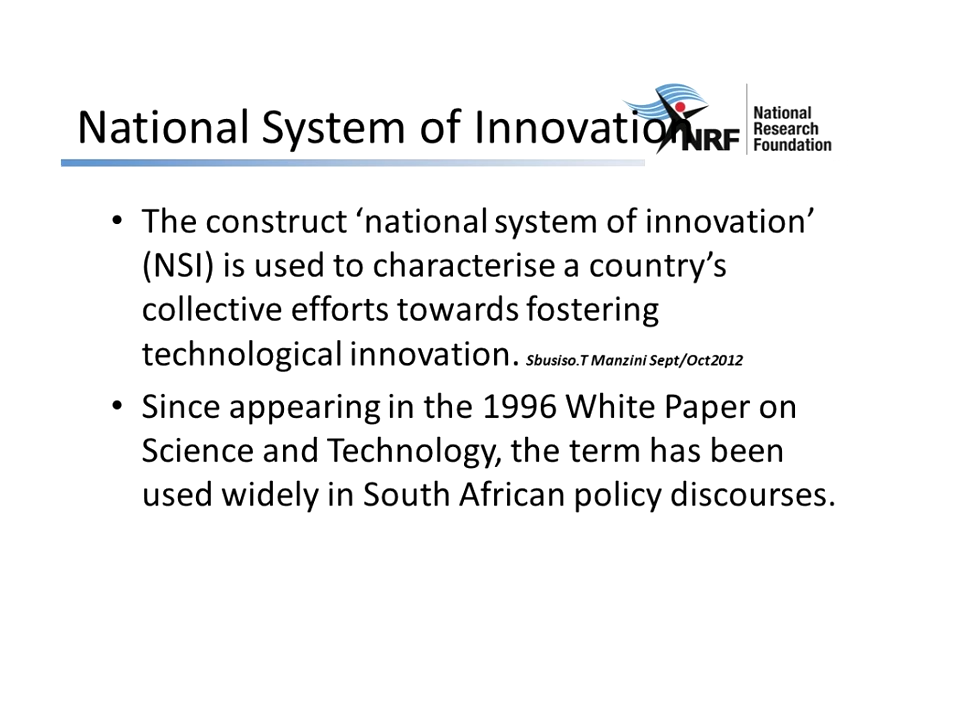 National System of Innovation
NRF
National
Research
Foundation
• The construct ‘national system of innovation’
(NSI) is used to characterise a country’s
collective efforts towards fostering
technological innovation. Sbusiso.T Manzini Sept/Oct2012
• Since appearing in the 1996 White Paper on
Science and Technology, the term has been
used widely in South African policy discourses.